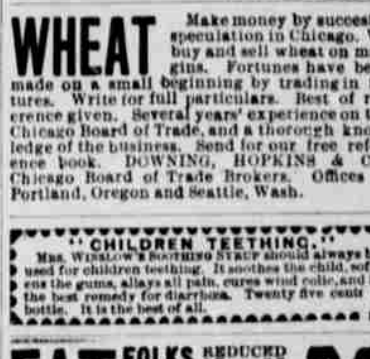 WHEAT
Make money by succes
speculation in Chicago.
buy and sell wheat on m
gins. Fortunes have be
made on a small beginning by trading in
tures. Write for full particulars. Best of r
erence given. Several years' experience on t
Chicago Board of Trade, and a thorough kno
ledge of the business. Send for our free ref
ence book. DOWNING, HOPKINS & C
Chicago Board of Trade Brokers. Offices
Portland, Oregon and Seattle, Wash.
"CHILDREN TEETHING."
MRS. WINSLOW'S SOOTHING SYRUP should always b
used for children teething. It soothes the child, sof
ens the gums, allays all pain, cures wind colic, and
the best remedy for diarrhœa. Twenty five cents
bottle. It is the best of all.
FOLKS REDUCED